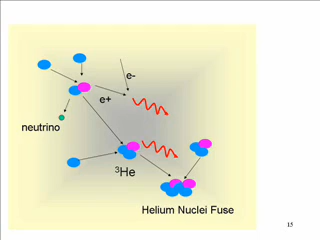 e-
e+
neutrino
³He
Helium Nuclei Fuse
15